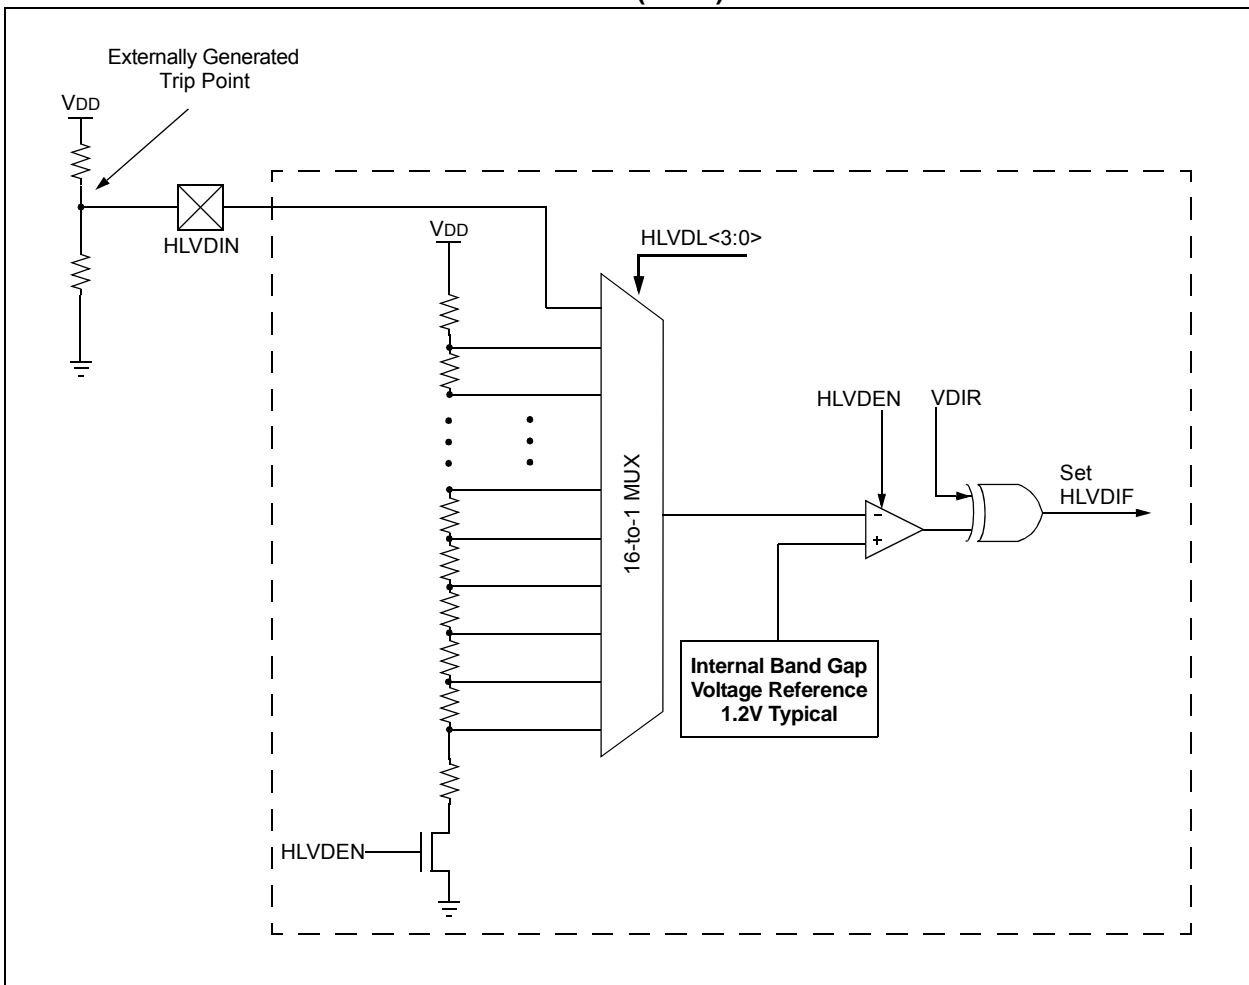 Externally Generated
Trip Point
VDD
HLVDIN
VDD
HLVDL<3:0>
16-to-1 MUX
HLVDEN
VDIR
Set
HLVDIF
-
+
Internal Band Gap
Voltage Reference
1.2V Typical
HLVDEN